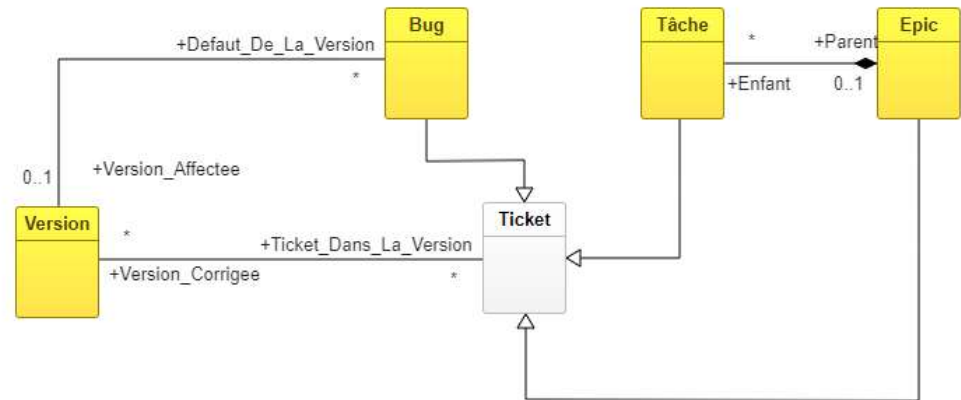 Bug
Tâche
Epic
+Defaut_De_La_Version
*
*
+Parent
+Enfant
0..1
0..1
+Version_Affectee
Version
Ticket
*
+Ticket_Dans_La_Version
+Version_Corrigee
*